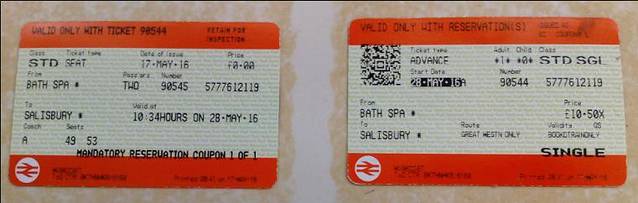 VALID ONLY WITH TICKET 90544 RETAIN FOR
INSPECTION
Class Ticket type Date of issue Price
STD SEAT 17-MAY-16 £0.00
From Passgrs Number
BATH SPA * TWO 90545 5777612119
To Valid at
SALISBURY * 10:34HOURS ON 28-MAY-16
Coach Seats
A 49 53
MANDATORY RESERVATION COUPON 1 OF 1
VALID ONLY WITH RESERVATION(S)
Ticket type Adult Child Class
ADVANCE *1* *0* STD SGL
Start Date Number
28-MAY-16 90544 5777612119
From Price
BATH SPA * £10-50X
To Route Validity QS
SALISBURY * GREAT WESTN ONLY BOOKDTRAINONLY
SINGLE